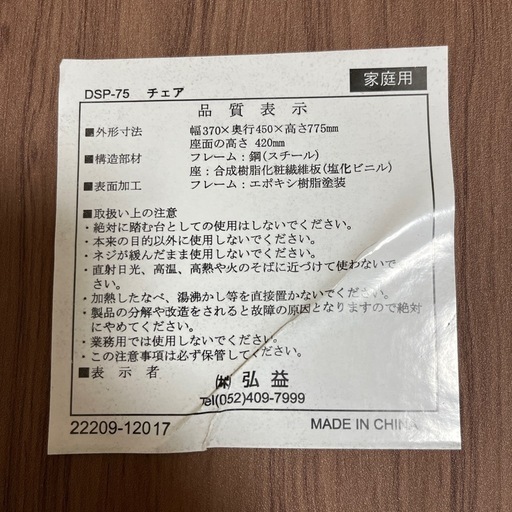 DSP-75 チェア
家庭用
品質表示
■外形寸法 幅370×奥行450×高さ775mm
座面の高さ 420mm
■構造部材 フレーム：鋼(スチール)
座：合成樹脂化粧繊維板(塩化ビニル)
■表面加工 フレーム：エポキシ樹脂塗装
■取扱い上の注意
・絶対に踏む台としての使用はしないでください。
・本来の目的以外に使用しないでください。
・ネジが緩んだまま使用しないでください。
・直射日光、高温、高熱や火のそばに近づけて使わないで
さい。
・加熱したなべ、湯沸かし等を直接置かないでください。
・製品の分解や改造をされると故障の原因となりますので絶対
にやめてください。
・業務用では使用しないでください。
・この注意事項は必ず保管してください。
■表示者 ㈱弘益
Tel(052)409-7999
22209-12017 MADE IN CHINA